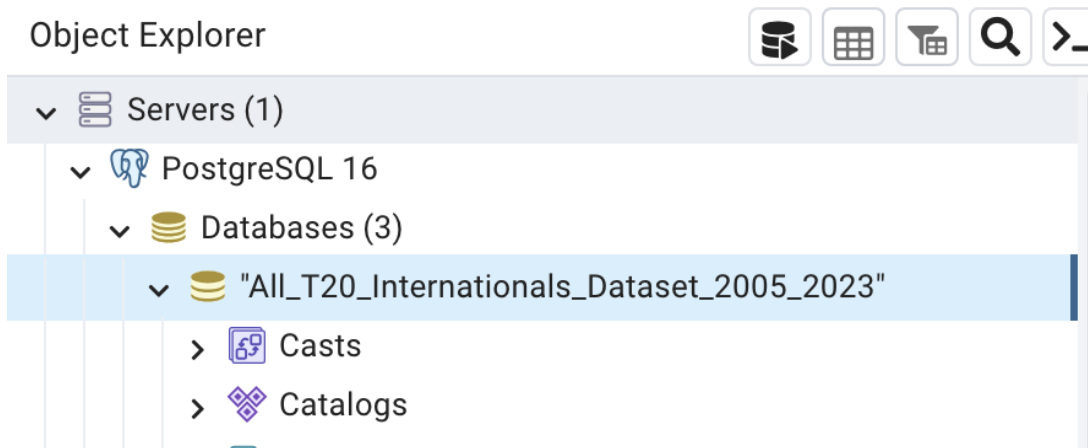 Object Explorer
Servers (1)
PostgreSQL 16
Databases (3)
"All_T20_Internationals_Dataset_2005_2023"
Casts
Catalogs